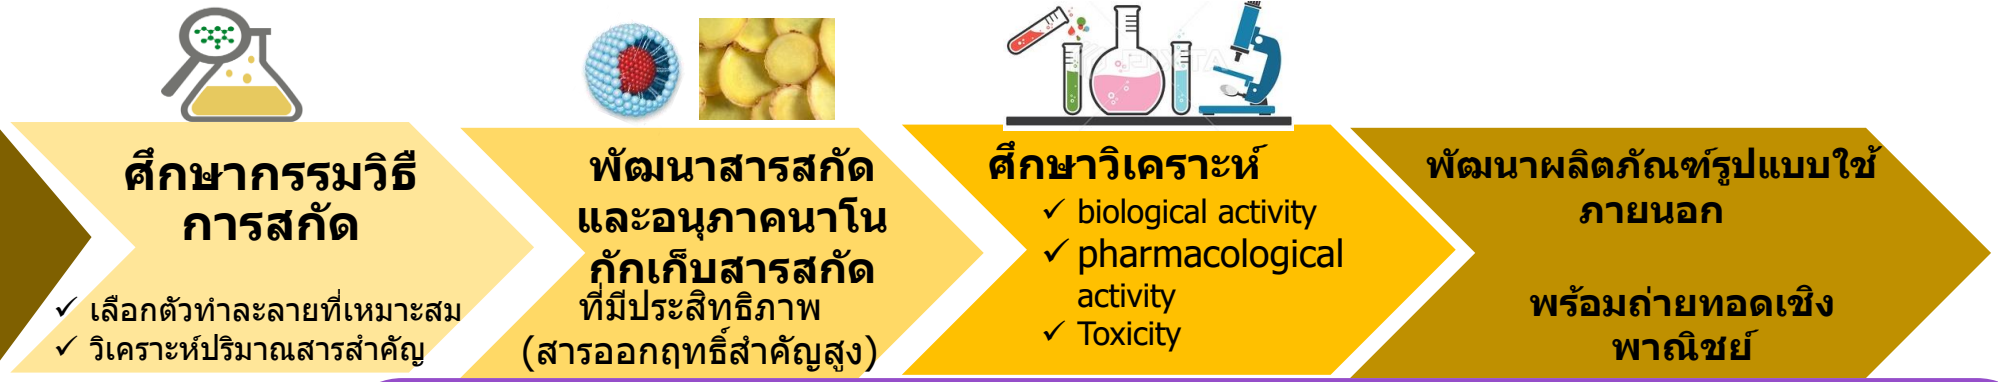 ศึกษากรรมวิธี
การสกัด
✓ เลือกตัวทำละลายที่เหมาะสม
✓ วิเคราะห์ปริมาณสารสำคัญ
พัฒนาสารสกัด
และอนุภาคนาโน
กักเก็บสารสกัด
ที่มีประสิทธิภาพ
(สารออกฤทธิ์สำคัญสูง)
PIXTA
ศึกษาวิเคราะห์
✓ biological activity
✓ pharmacological
activity
✓ Toxicity
พัฒนาผลิตภัณฑ์รูปแบบใช้
ภายนอก
พร้อมถ่ายทอดเชิง
พาณิชย์